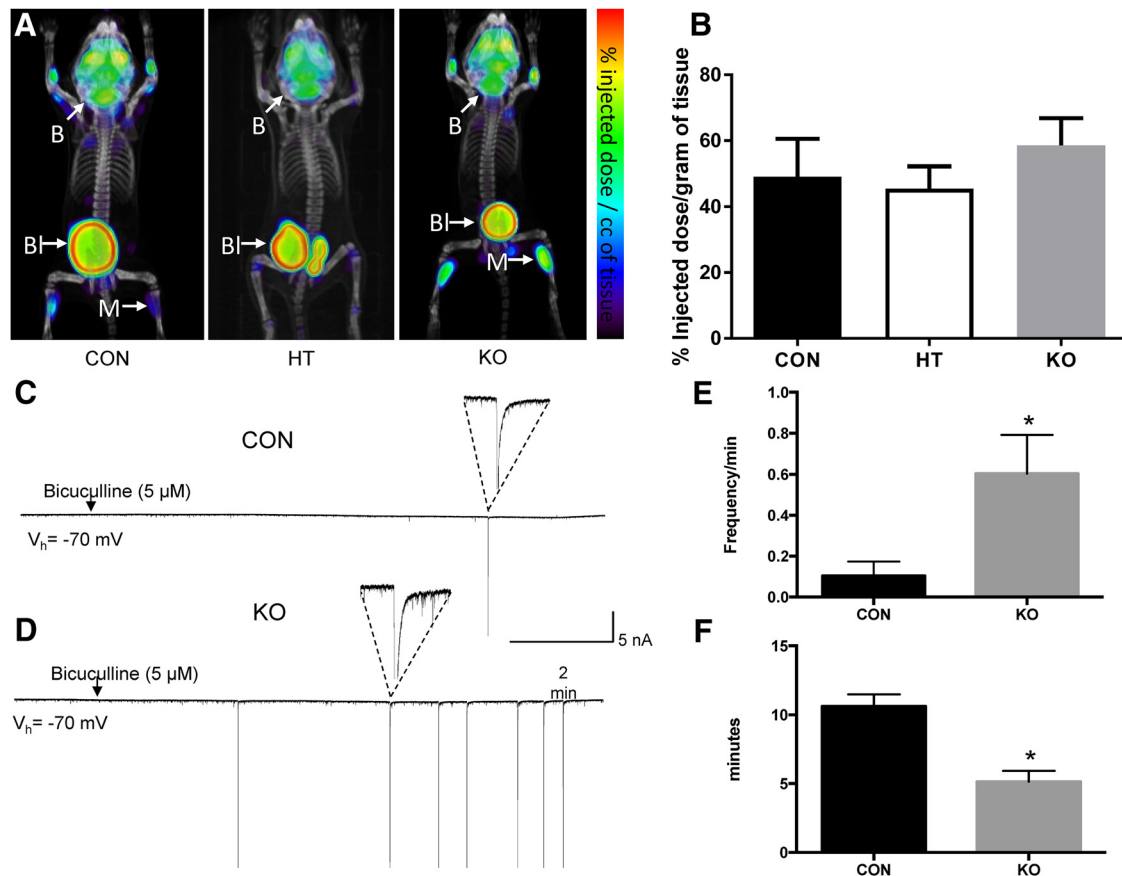 A
B
Bl
M
CON
B
Bl
HT
B
Bl
M
KO
% injected dose / cc of tissue
B
% Injected dose/gram of tissue
80
60
40
20
0
CON
HT
KO
C
CON
Bicuculline (5 µM)
Vh= -70 mV
D
KO
Bicuculline (5 µM)
Vh= -70 mV
5 nA
2
min
E
Frequency/min
1.0
0.8
0.6
0.4
0.2
0.0
*
CON
KO
F
minutes
15
10
5
0
*
CON
KO